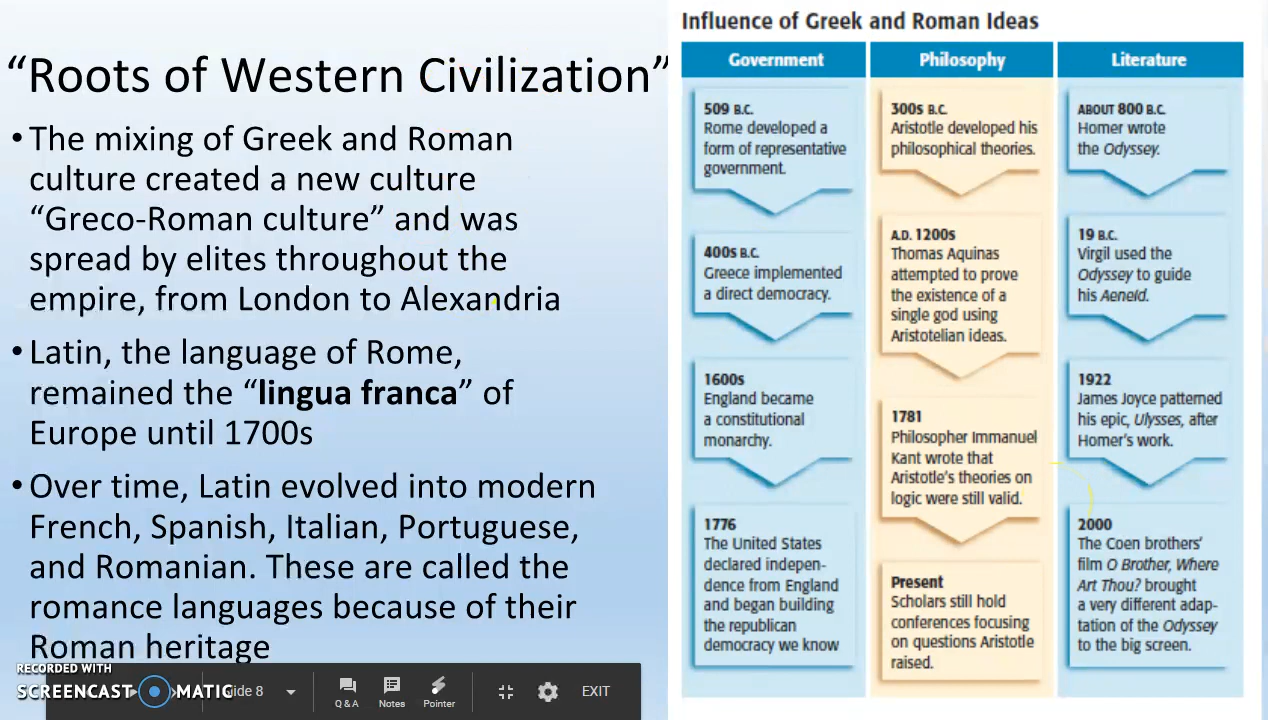 “Roots of Western Civilization”
•The mixing of Greek and Roman
culture created a new culture
“Greco-Roman culture” and was
spread by elites throughout the
empire, from London to Alexandria
•Latin, the language of Rome,
remained the “lingua franca” of
Europe until 1700s
•Over time, Latin evolved into modern
French, Spanish, Italian, Portuguese,
and Romanian. These are called the
romance languages because of their
Roman heritage
Influence of Greek and Roman Ideas
Government
509 B.C.
Rome developed a
form of representative
government.
400s B.C.
Greece implemented
a direct democracy.
1600s
England became
a constitutional
monarchy.
1776
The United States
declared indepen-
dence from England
and began building
the republican
democracy we know
Philosophy
300s B.C.
Aristotle developed his
philosophical theories.
A.D. 1200s
Thomas Aquinas
attempted to prove
the existence of a
single god using
Aristotelian ideas.
1781
Philosopher Immanuel
Kant wrote that
Aristotle’s theories on
logic were still valid.
Present
Scholars still hold
conferences focusing
on questions Aristotle
raised.
Literature
ABOUT 800 B.C.
Homer wrote
the Odyssey.
19 B.C.
Virgil used the
Odyssey to guide
his Aeneid.
1922
James Joyce patterned
his epic, Ulysses, after
Homer’s work.
2000
The Coen brothers’
film O Brother, Where
Art Thou? brought
a very different adap-
tation of the Odyssey
to the big screen.
RECORDED WITH
SCREENCAST MATIC
lide 8
Q & A
Notes
Pointer
EXIT